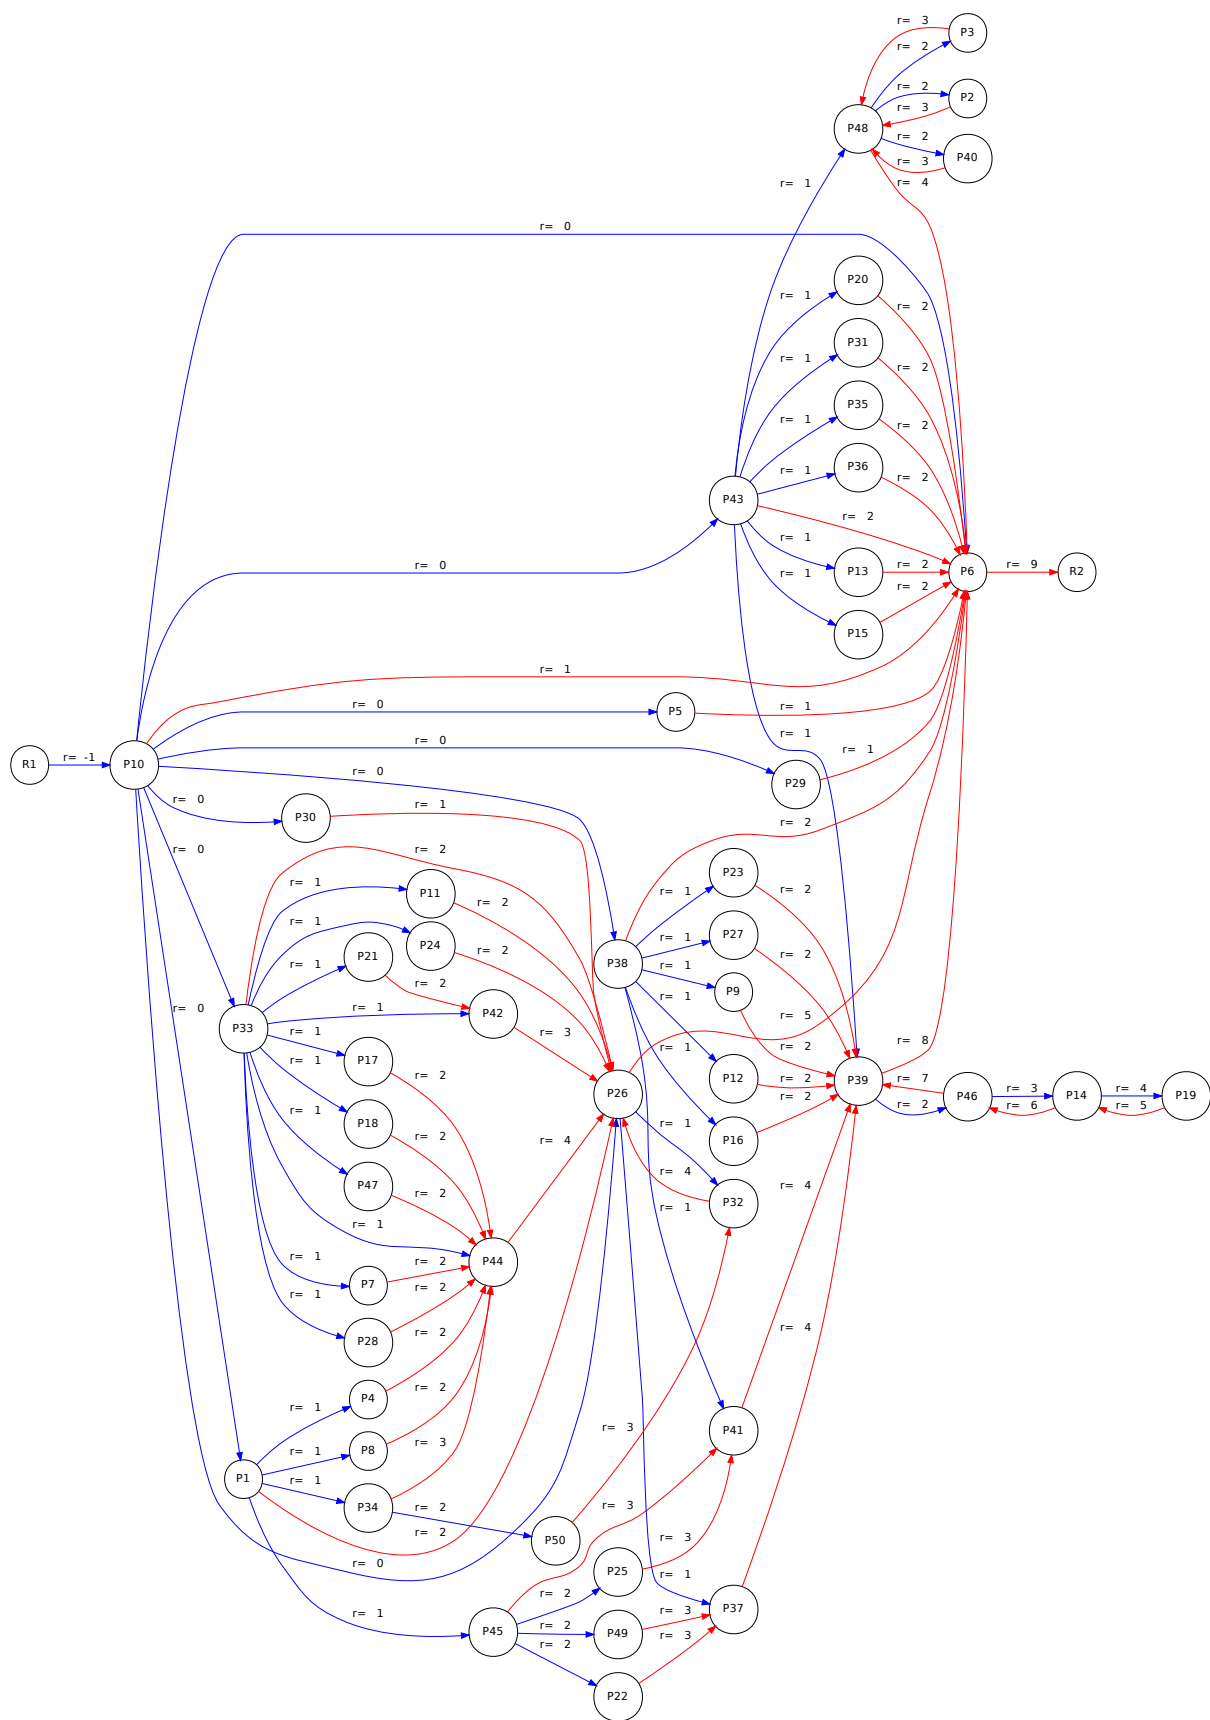 r= 3
P3
r= 2
r= 2
P2
r= 3
P48
r= 2
P40
r= 3
r= 1
r= 4
r= 0
P20
r= 1
r= 2
P31
r= 1
r= 2
P35
r= 1
r= 2
P36
r= 1
r= 2
P43
r= 2
r= 1
r= 0
P13
r= 2
P6
r= 9
R2
r= 1
r= 2
P15
r= 1
r= 0
P5
r= 1
r= 1
r= 0
r= 1
R1
r= -1
P10
r= 0
P29
r= 0
r= 1
P30
r= 2
r= 0
r= 2
r= 1
P11
P23
r= 1
r= 2
r= 2
r= 1
P24
P27
r= 1
r= 2
r= 2
P21
r= 1
P38
r= 1
r= 2
P9
r= 1
r= 0
r= 1
P42
r= 5
P33
r= 1
r= 3
r= 8
r= 1
P17
r= 1
r= 2
r= 2
P12
r= 2
P39
r= 7
r= 3
r= 4
P26
P46
P14
P19
r= 2
r= 2
r= 6
r= 5
r= 1
P18
r= 1
r= 2
r= 4
P16
r= 1
P47
r= 2
r= 4
r= 4
P32
r= 1
r= 1
r= 1
r= 2
P44
P7
r= 2
r= 1
r= 4
P28
r= 2
P4
r= 2
r= 1
r= 3
P41
r= 3
r= 1
P8
P1
r= 1
P34
r= 2
r= 3
r= 2
P50
r= 3
r= 0
P25
r= 1
r= 2
r= 1
r= 3
P37
P45
r= 2
P49
r= 3
r= 2
P22